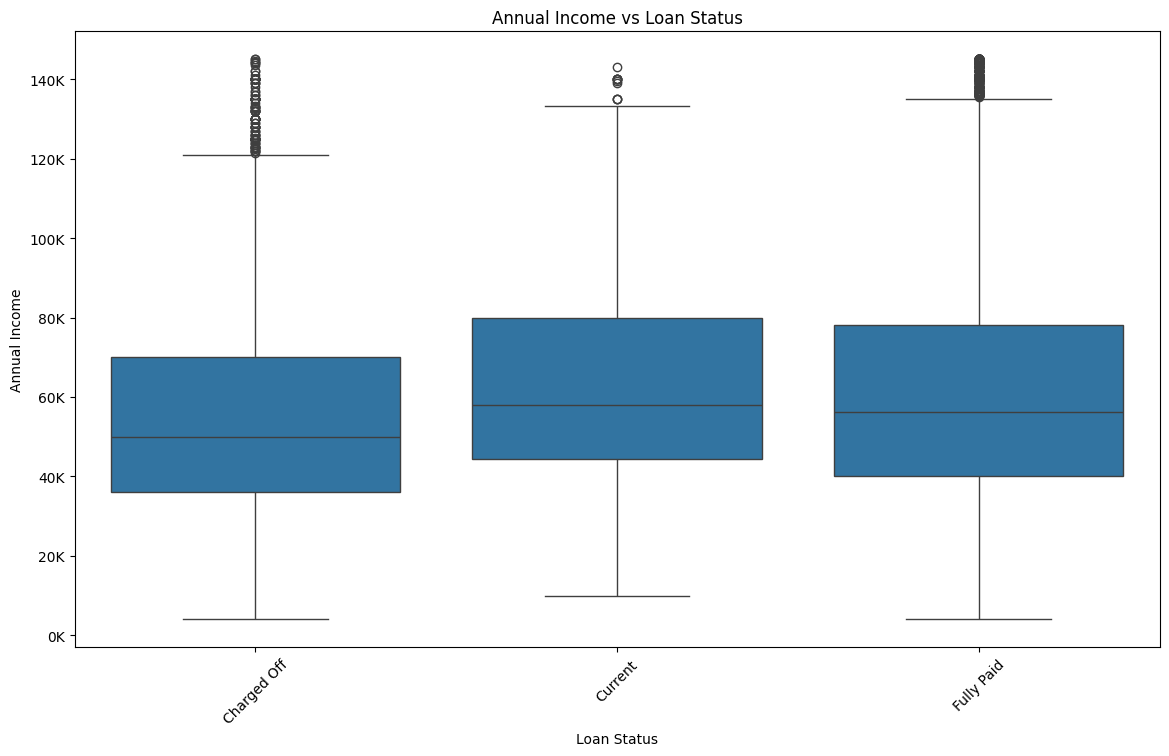 Annual Income vs Loan Status
Annual Income
140K
120K
100K
80K
60K
40K
20K
0K
Charged Off
Current
Fully Paid
Loan Status